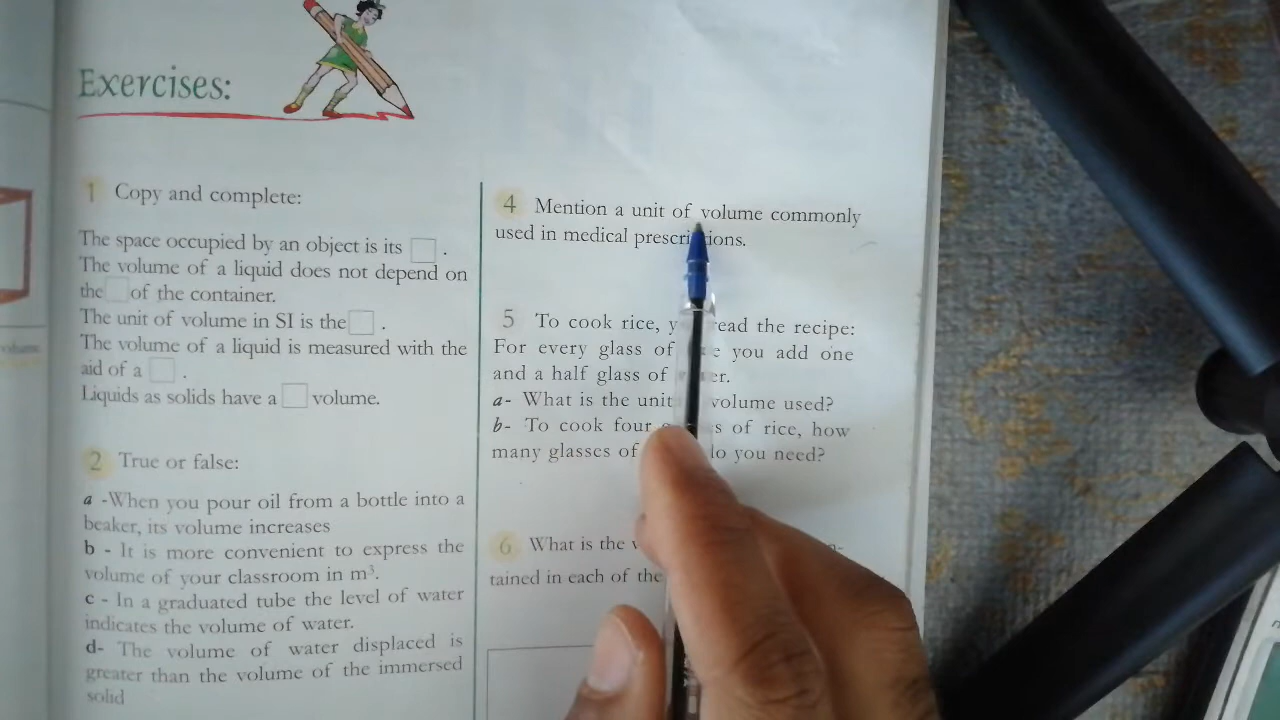 Exercises:
1 Copy and complete:
The space occupied by an object is its .
The volume of a liquid does not depend on
the of the container.
The unit of volume in SI is the .
The volume of a liquid is measured with the
aid of a .
Liquids as solids have a volume.
2 True or false:
a -When you pour oil from a bottle into a
beaker, its volume increases
b - It is more convenient to express the
volume of your classroom in m³.
c - In a graduated tube the level of water
indicates the volume of water.
d- The volume of water displaced is
greater than the volume of the immersed
solid
4 Mention a unit of volume commonly
used in medical prescriptions.
5 To cook rice, you read the recipe:
For every glass of rice you add one
and a half glass of water.
a- What is the unit volume used?
b- To cook four of rice, how
many glasses of do you need?
6 What is the
tained in each of the